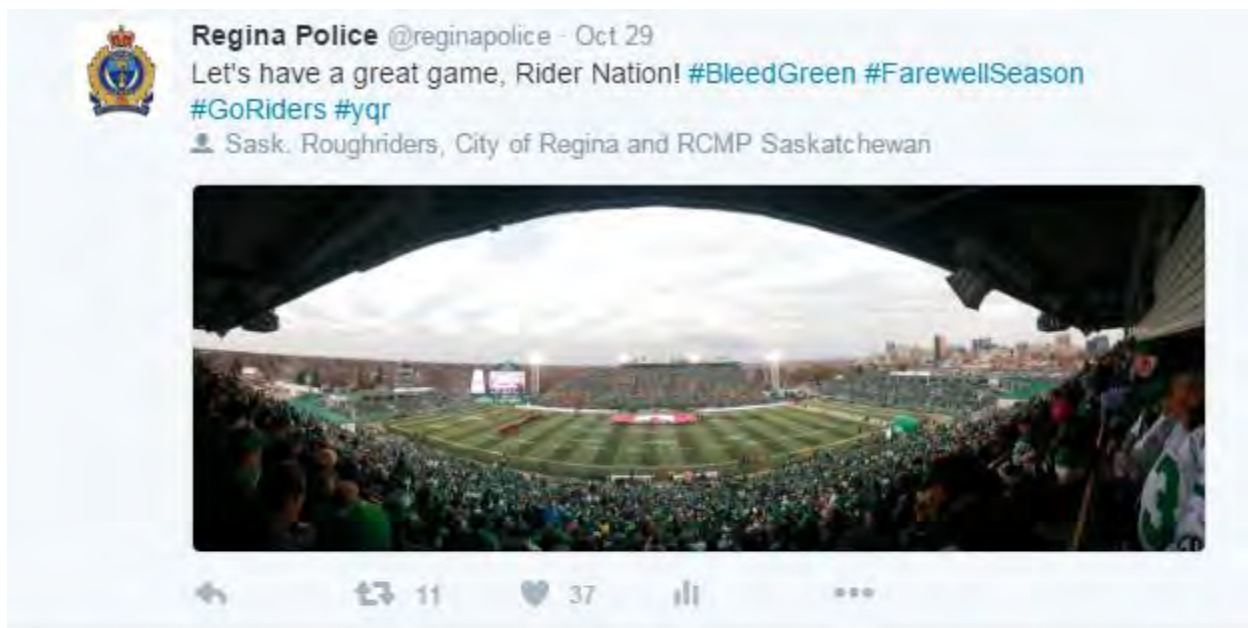 Regina Police @reginapolice · Oct 29
Let's have a great game, Rider Nation! #BleedGreen #FarewellSeason
#GoRiders #yqr
Sask. Roughriders, City of Regina and RCMP Saskatchewan
3
11
37